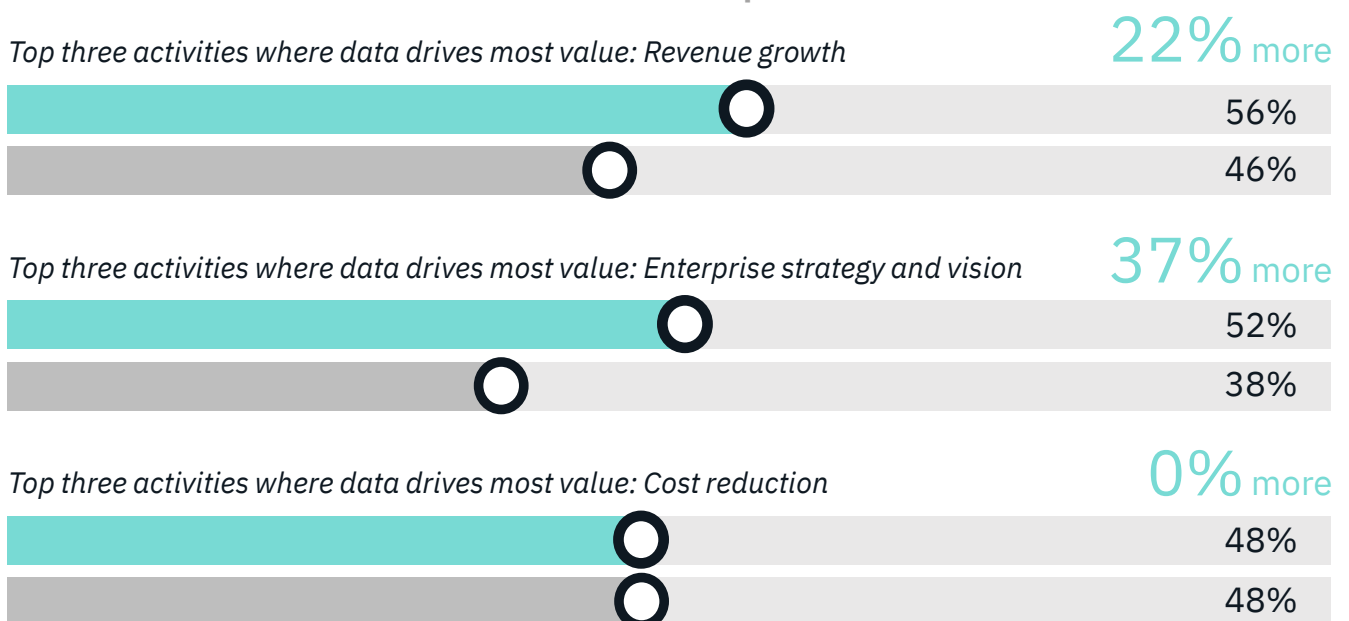 Top three activities where data drives most value: Revenue growth 22% more
56%
46%
Top three activities where data drives most value: Enterprise strategy and vision 37% more
52%
38%
Top three activities where data drives most value: Cost reduction 0% more
48%
48%